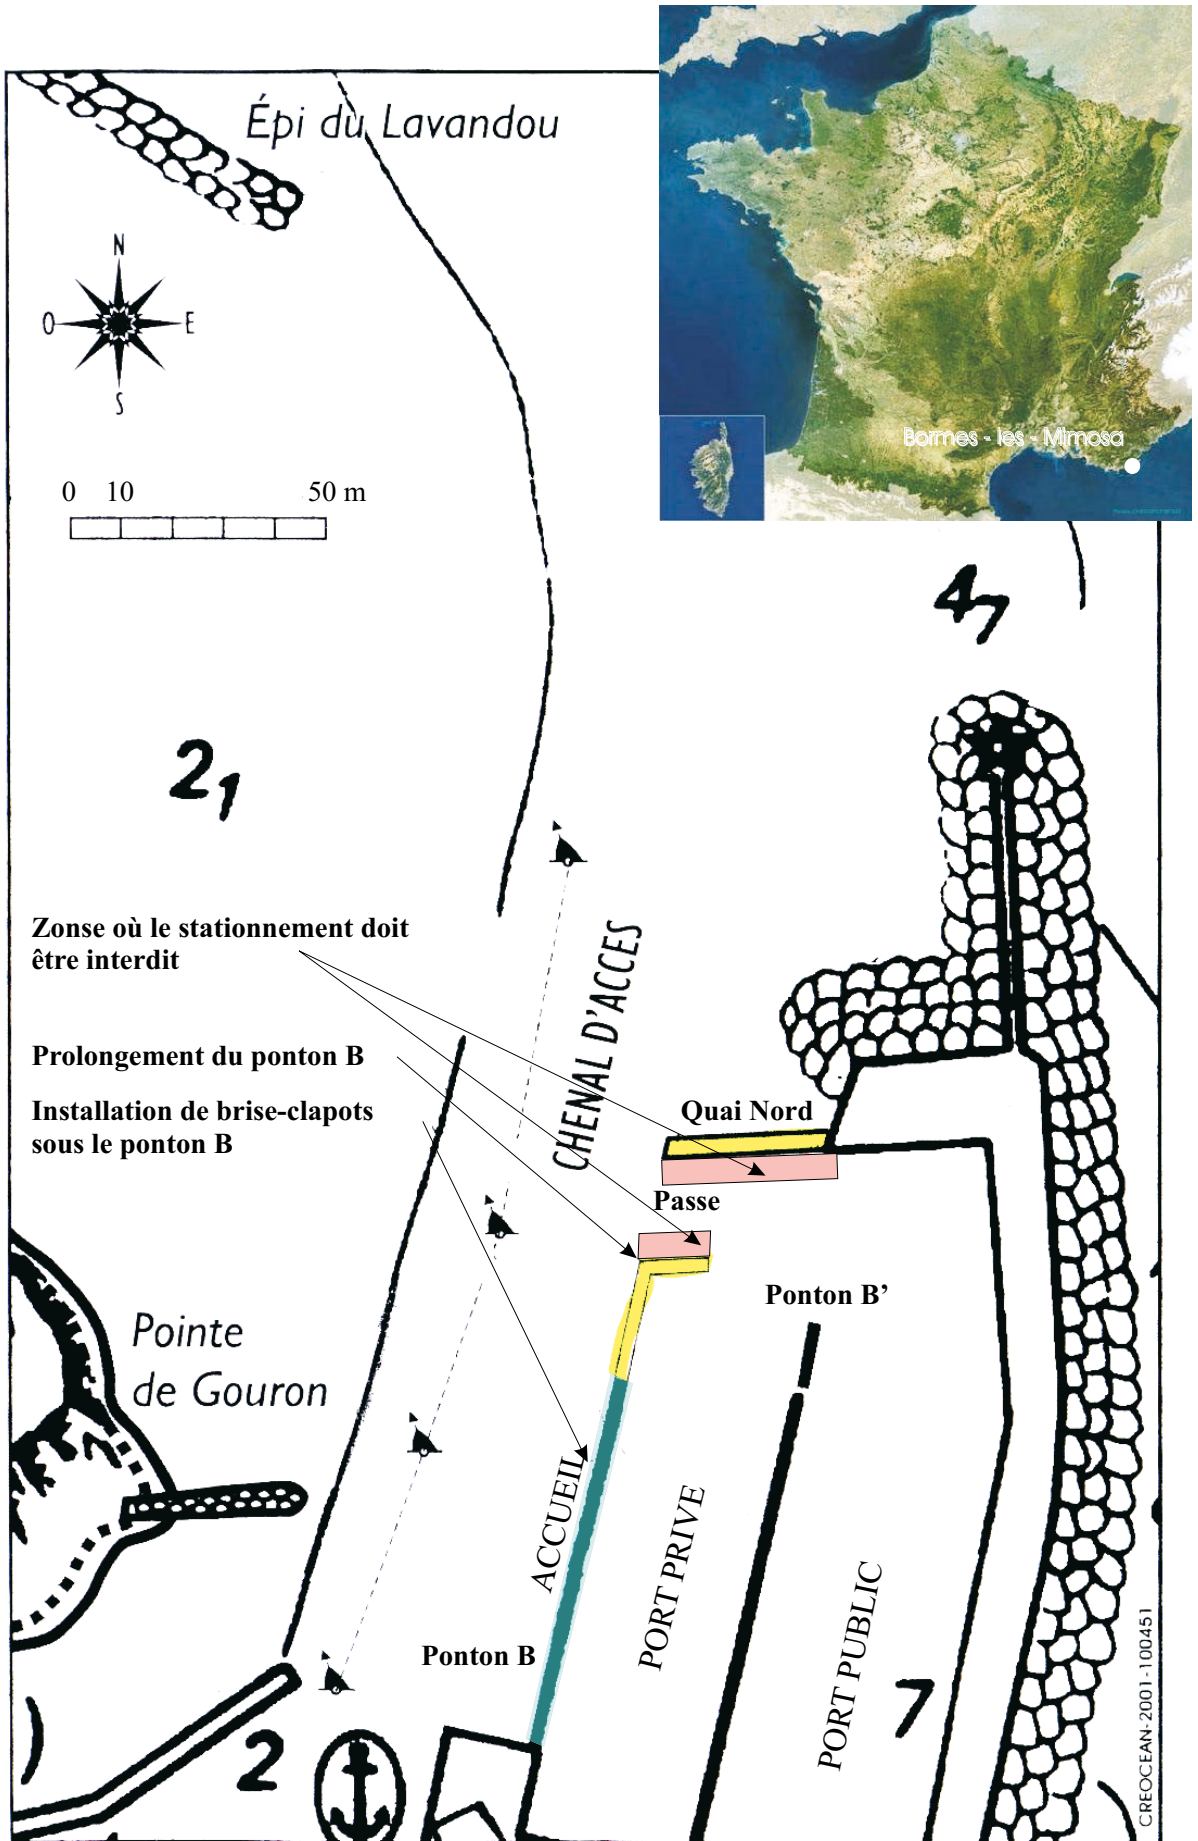 Épi du Lavandou
N
O
E
S
0 10 50 m
Bormes - les - Mimosa
4₇
2₁
Zonse où le stationnement doit
être interdit
CHENAL D'ACCES
Prolongement du ponton B
Installation de brise-clapots
sous le ponton B
Quai Nord
Passe
Ponton B’
Pointe
de Gouron
ACCUEIL
PORT PRIVE
PORT PUBLIC
Ponton B
7
2
CREOCEAN-2001-100451